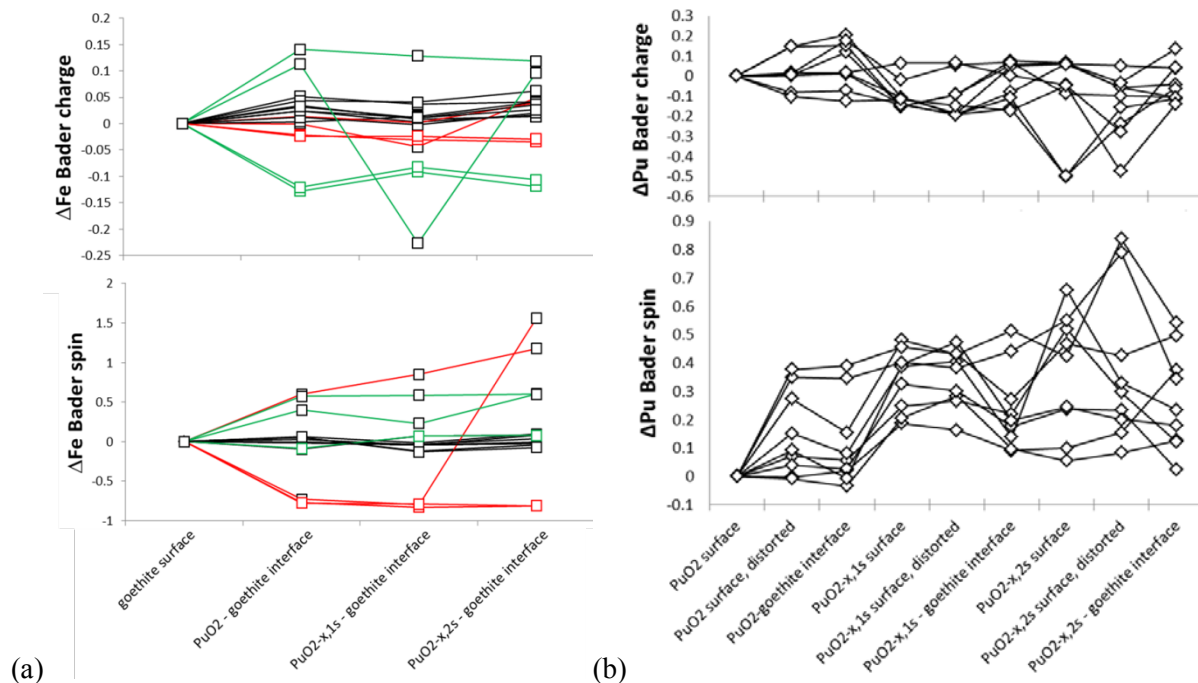 ΔFe Bader charge
0.2
0.15
0.1
0.05
0
-0.05
-0.1
-0.15
-0.2
-0.25
ΔFe Bader spin
2
1.5
1
0.5
0
-0.5
-1
goethite surface
PuO2 - goethite interface
PuO2-x,1s - goethite interface
PuO2-x,2s - goethite interface
(a)
ΔPu Bader charge
0.3
0.2
0.1
0
-0.1
-0.2
-0.3
-0.4
-0.5
-0.6
ΔPu Bader spin
0.9
0.8
0.7
0.6
0.5
0.4
0.3
0.2
0.1
0
-0.1
PuO2 surface
PuO2 surface, distorted
PuO2-goethite interface
PuO2-x,1s surface
PuO2-x,1s surface, distorted
PuO2-x,1s - goethite interface
PuO2-x,2s surface
PuO2-x,2s surface, distorted
PuO2-x,2s - goethite interface
(b)